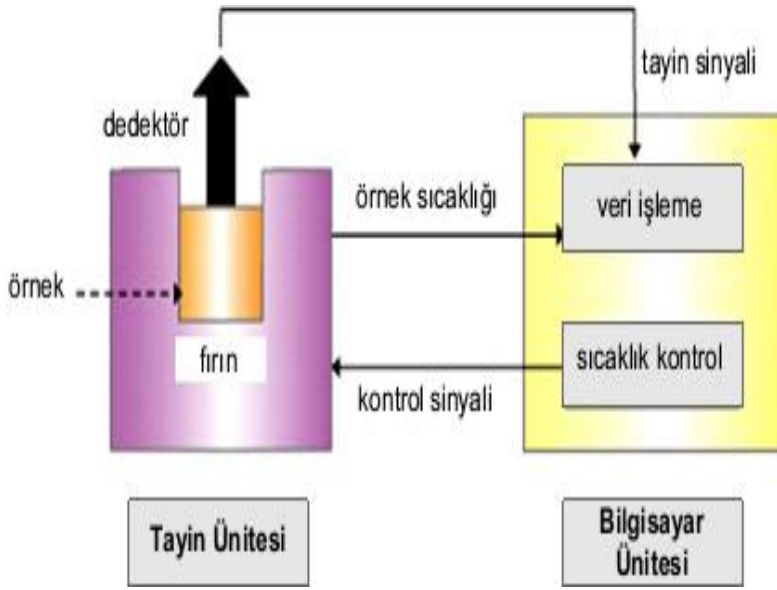 tayin sinyali
dedektör
örnek sıcaklığı
veri işleme
örnek
fırın
sıcaklık kontrol
kontrol sinyali
Tayin Ünitesi
Bilgisayar
Ünitesi